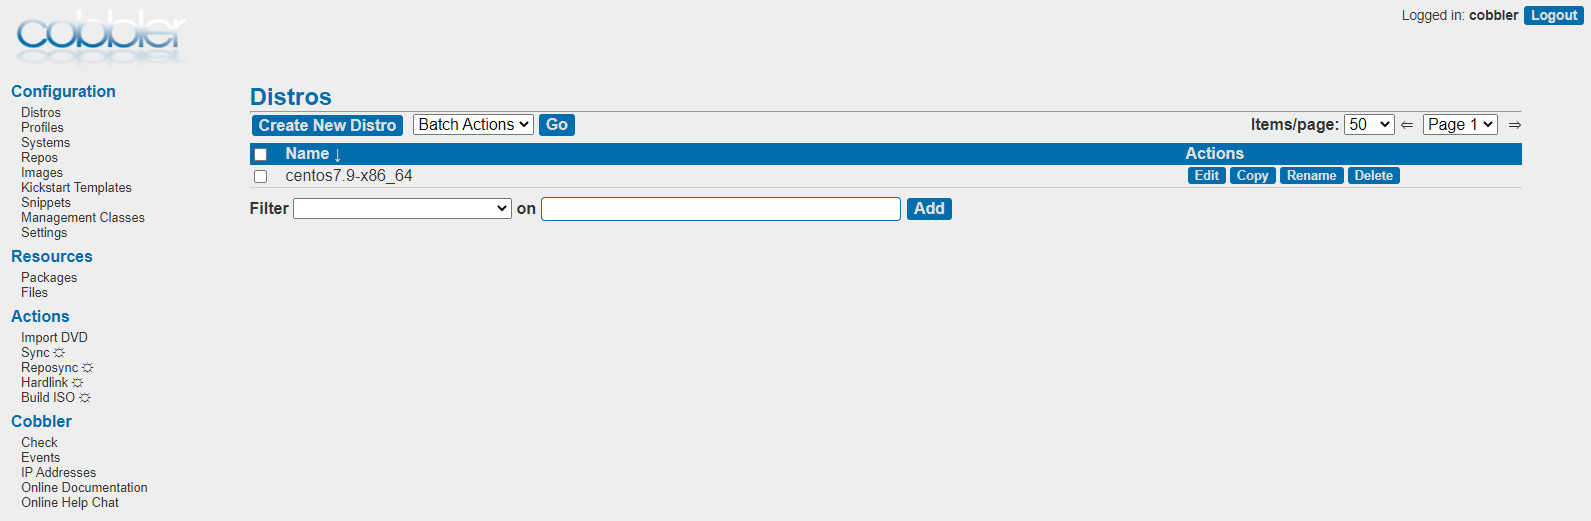 cobbler
Logged in: cobbler Logout
Configuration
Distros
Profiles
Systems
Repos
Images
Kickstart Templates
Snippets
Management Classes
Settings
Resources
Packages
Files
Actions
Import DVD
Sync ☼
Reposync ☼
Hardlink ☼
Build ISO ☼
Cobbler
Check
Events
IP Addresses
Online Documentation
Online Help Chat
Distros
Create New Distro Batch Actions Go Items/page: 50 ⇐ Page 1 ⇒
Name ↓ Actions
centos7.9-x86_64 Edit Copy Rename Delete
Filter on Add